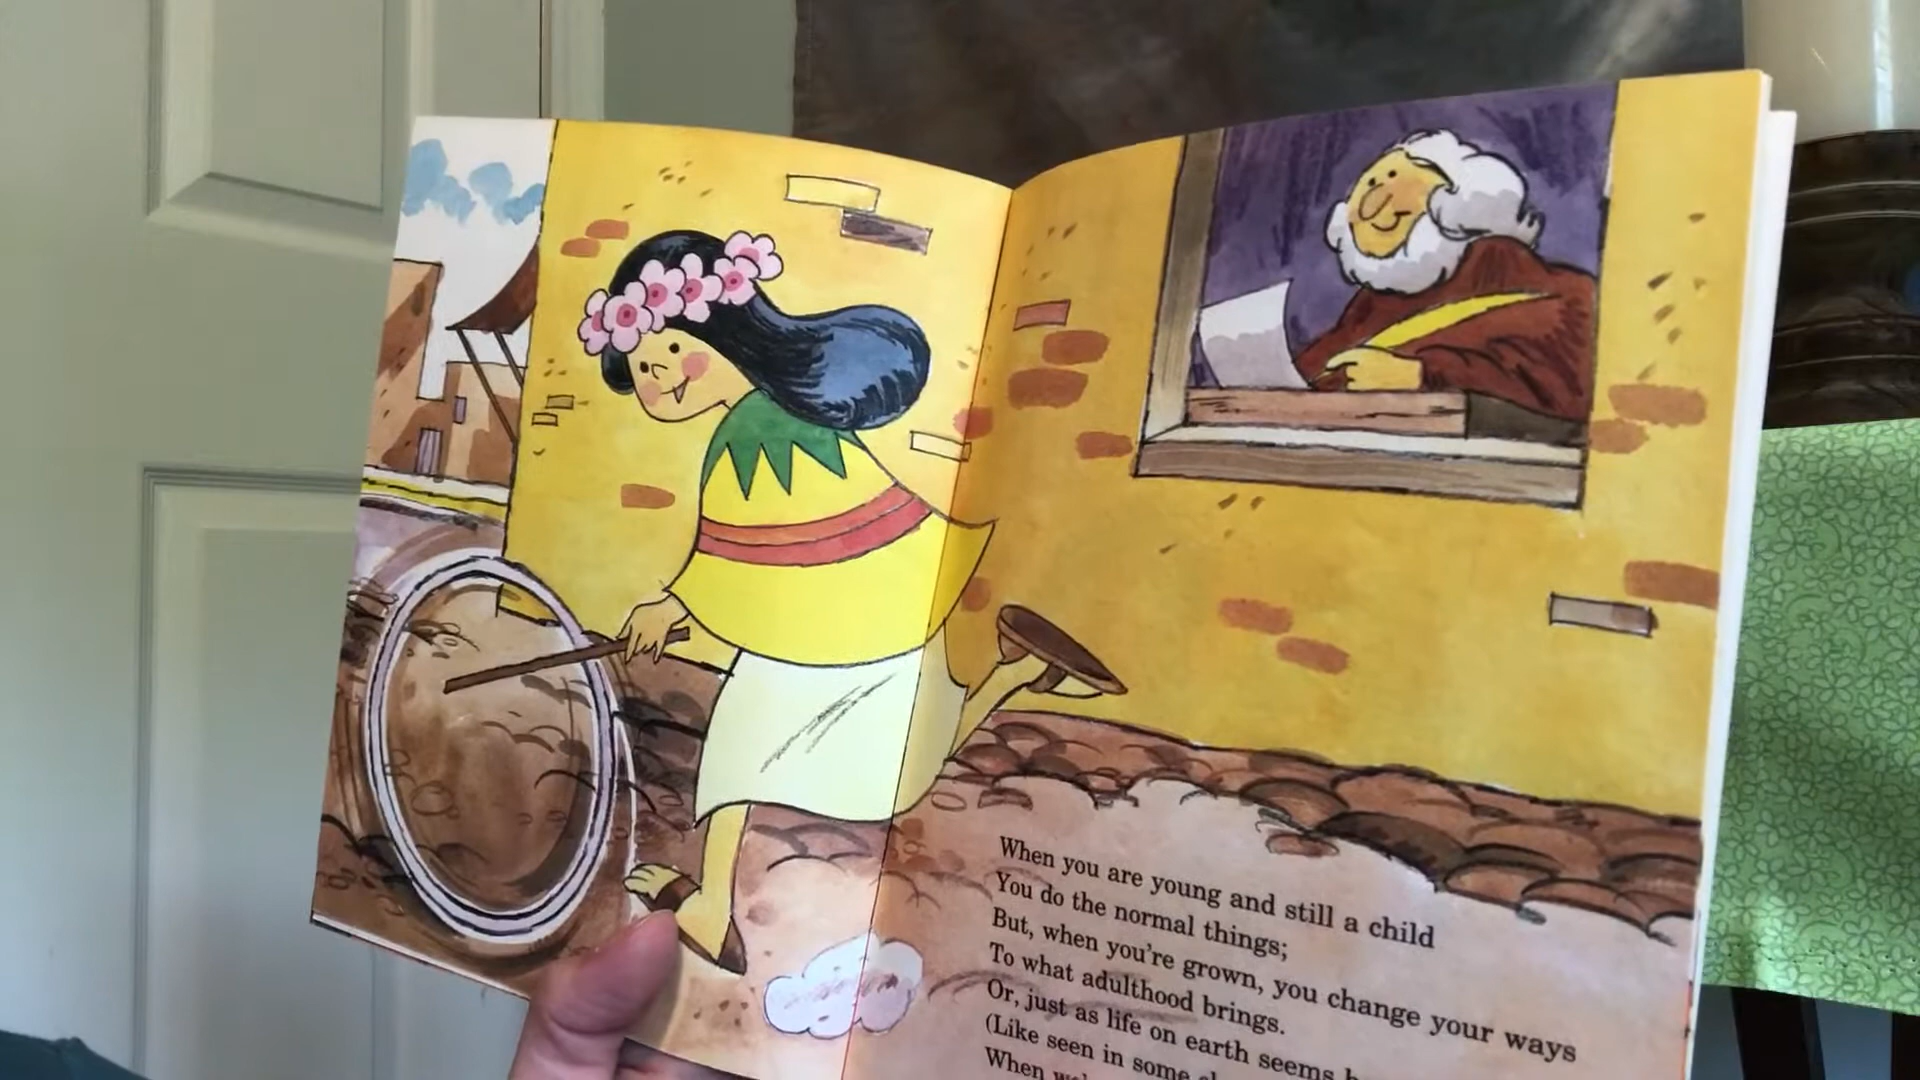 When you are young and still a child
You do the normal things;
But, when you're grown, you change your ways
To what adulthood brings.
Or, just as life on earth seems
(Like seen in some
When